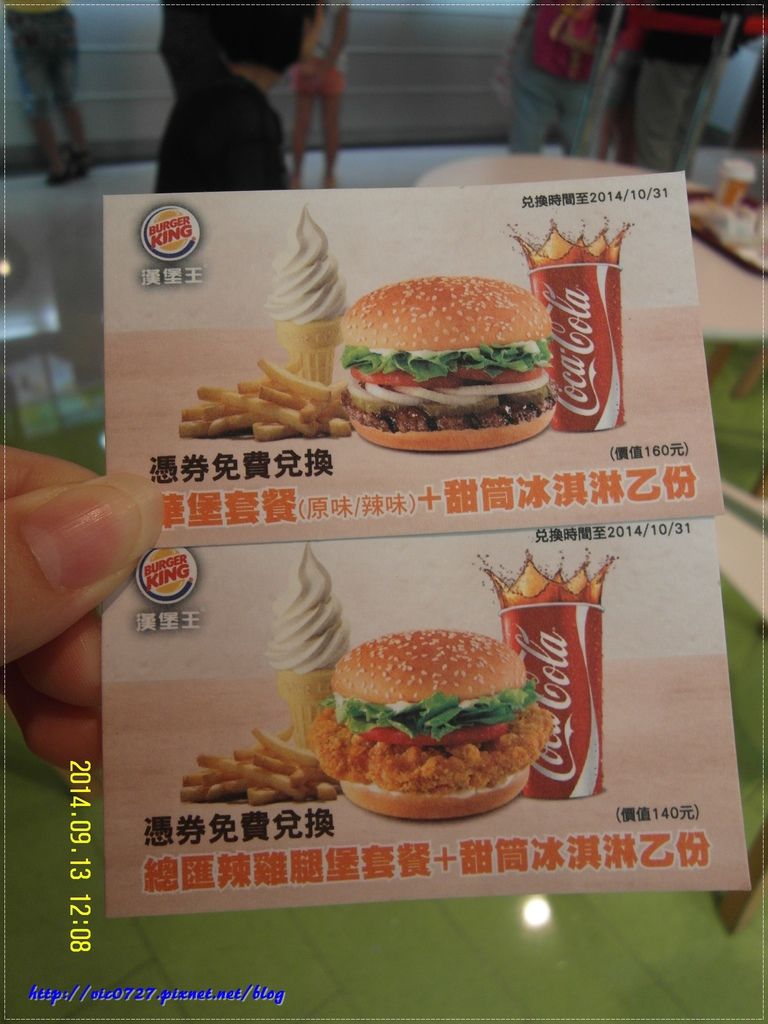 兌換時間至2014/10/31
BURGER
KING
漢堡王
Coca-Cola
(價值160元)
憑券免費兌換
華堡套餐(原味/辣味)+甜筒冰淇淋乙份
兌換時間至2014/10/31
BURGER
KING
漢堡王
Coca-Cola
(價值140元)
憑券免費兌換
總匯辣雞腿堡套餐+甜筒冰淇淋乙份
2014.09.13 12:08
http://vic0727.pixnet.net/blog